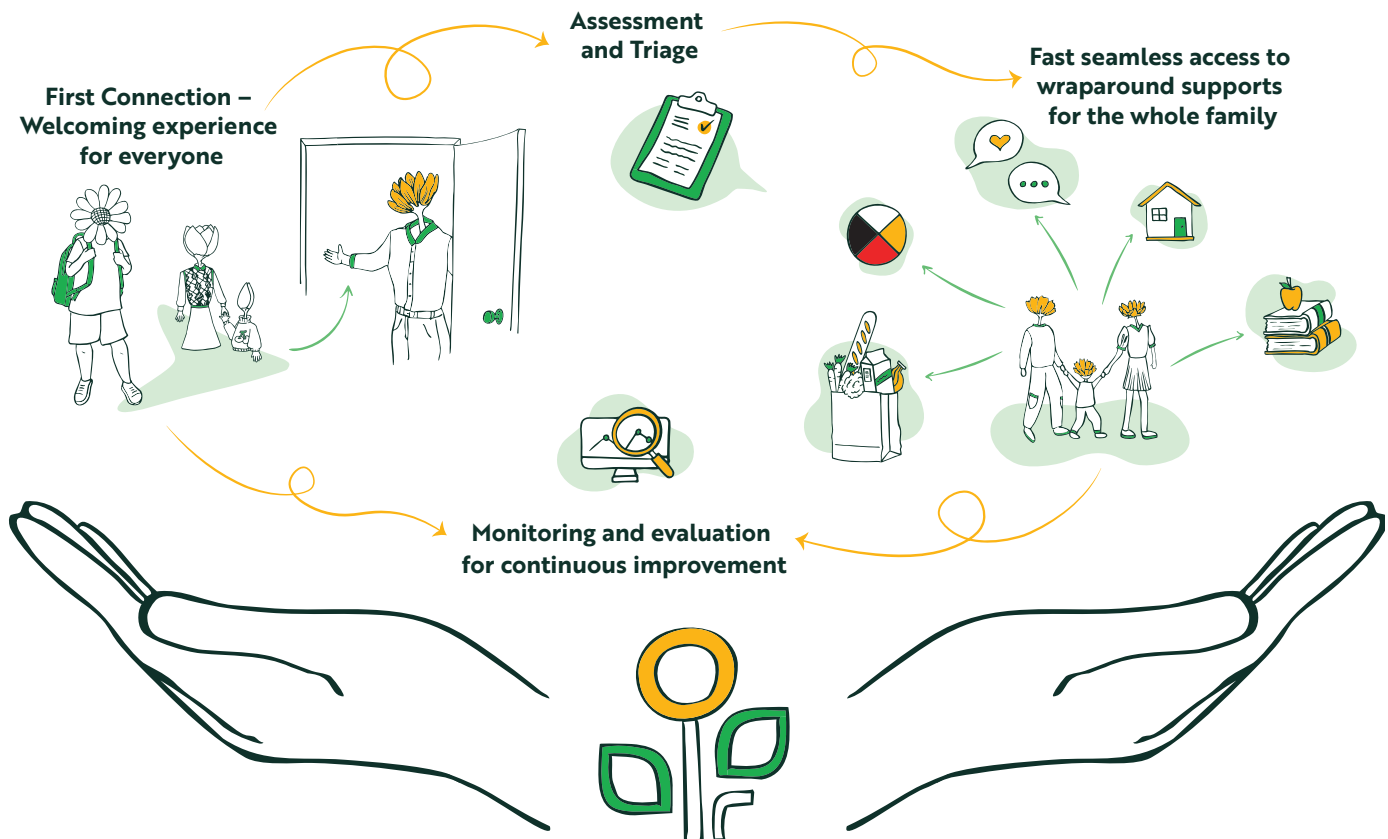 First Connection –
Welcoming experience
for everyone
Assessment
and Triage
Fast seamless access to
wraparound supports
for the whole family
Monitoring and evaluation
for continuous improvement